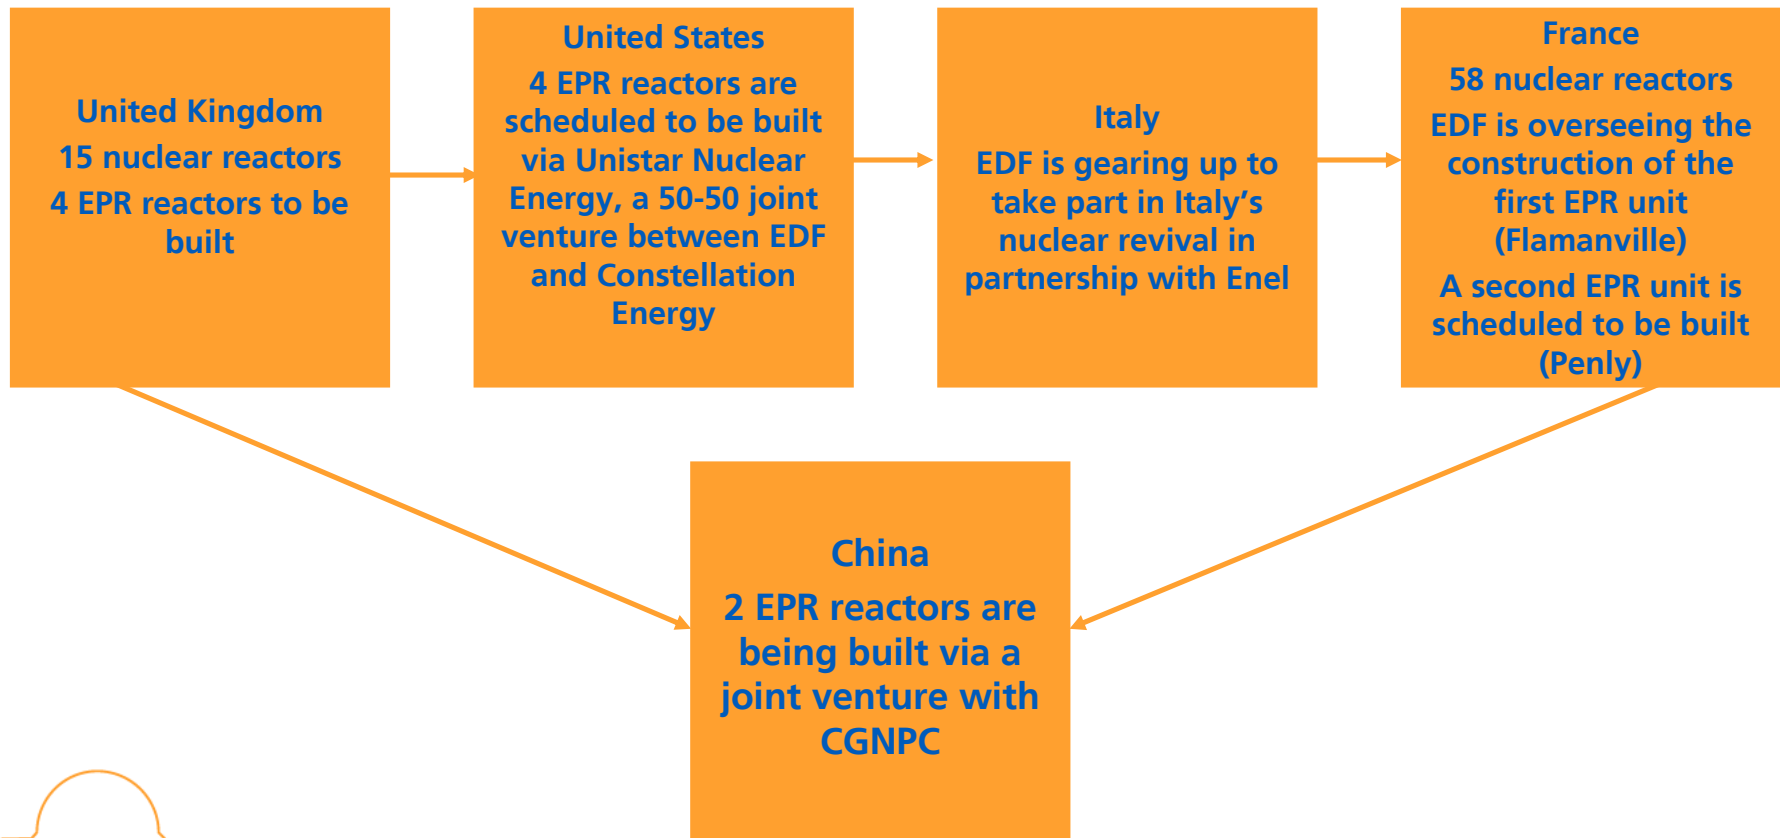 United Kingdom
15 nuclear reactors
4 EPR reactors to be
built
United States
4 EPR reactors are
scheduled to be built
via Unistar Nuclear
Energy, a 50-50 joint
venture between EDF
and Constellation
Energy
Italy
EDF is gearing up to
take part in Italy’s
nuclear revival in
partnership with Enel
France
58 nuclear reactors
EDF is overseeing the
construction of the
first EPR unit
(Flamanville)
A second EPR unit is
scheduled to be built
(Penly)
China
2 EPR reactors are
being built via a
joint venture with
CGNPC